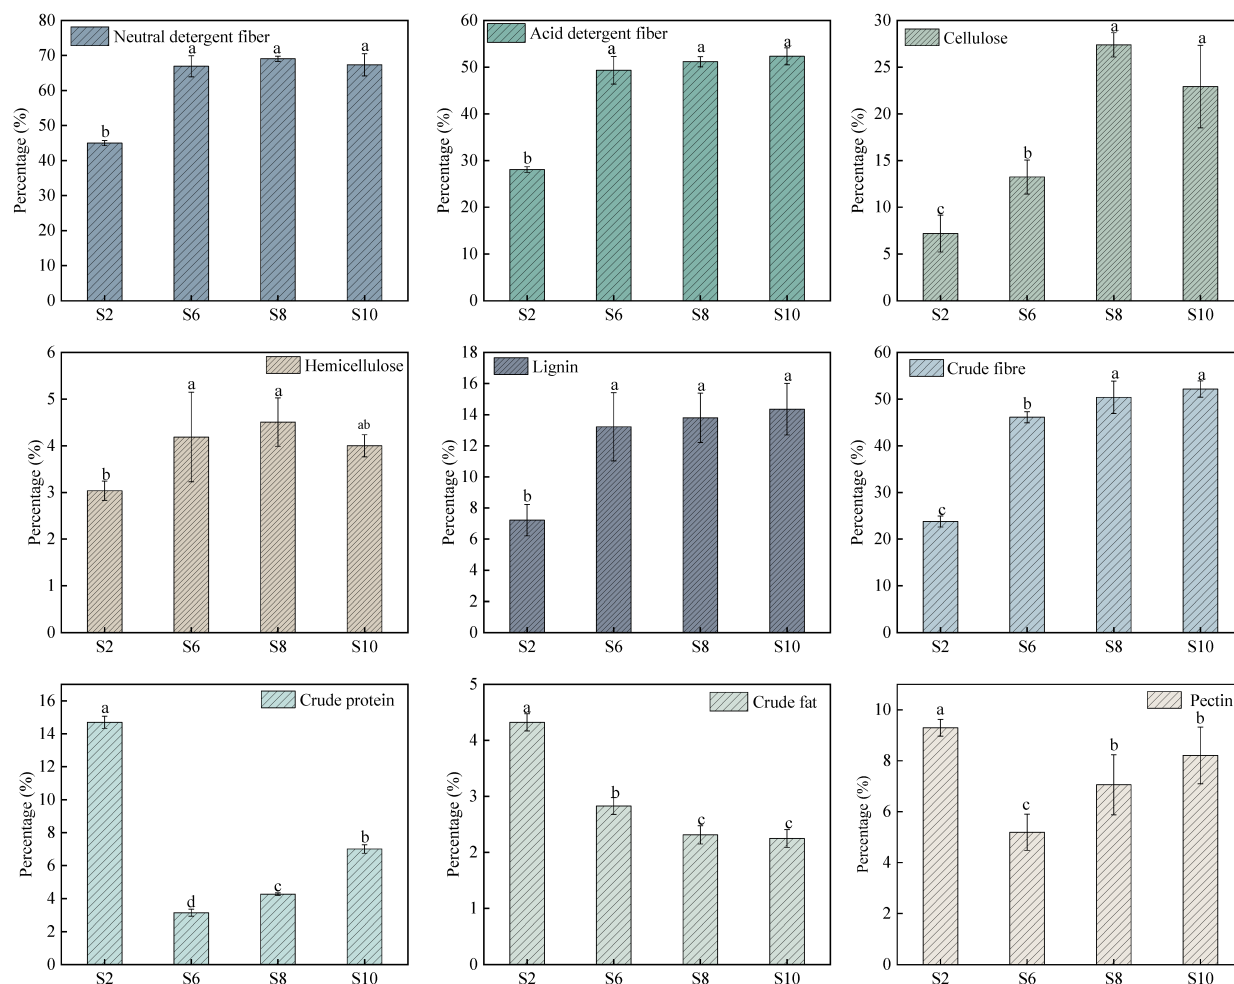 Neutral detergent fiber
Percentage (%)
80
70
60
50
40
30
20
10
0
b
a
a
a
S2 S6 S8 S10
Acid detergent fiber
Percentage (%)
60
50
40
30
20
10
0
b
a
a
a
S2 S6 S8 S10
Cellulose
Percentage (%)
30
25
20
15
10
5
0
c
b
a
a
S2 S6 S8 S10
Hemicellulose
Percentage (%)
6
5
4
3
2
1
0
b
a
a
ab
S2 S6 S8 S10
Lignin
Percentage (%)
18
16
14
12
10
8
6
4
2
0
b
a
a
a
S2 S6 S8 S10
Crude fibre
Percentage (%)
60
50
40
30
20
10
0
c
b
a
a
S2 S6 S8 S10
Crude protein
Percentage (%)
16
14
12
10
8
6
4
2
0
a
d
c
b
S2 S6 S8 S10
Crude fat
Percentage (%)
5
4
3
2
1
0
a
b
c
c
S2 S6 S8 S10
Pectin
Percentage (%)
10
8
6
4
2
0
a
c
b
b
S2 S6 S8 S10